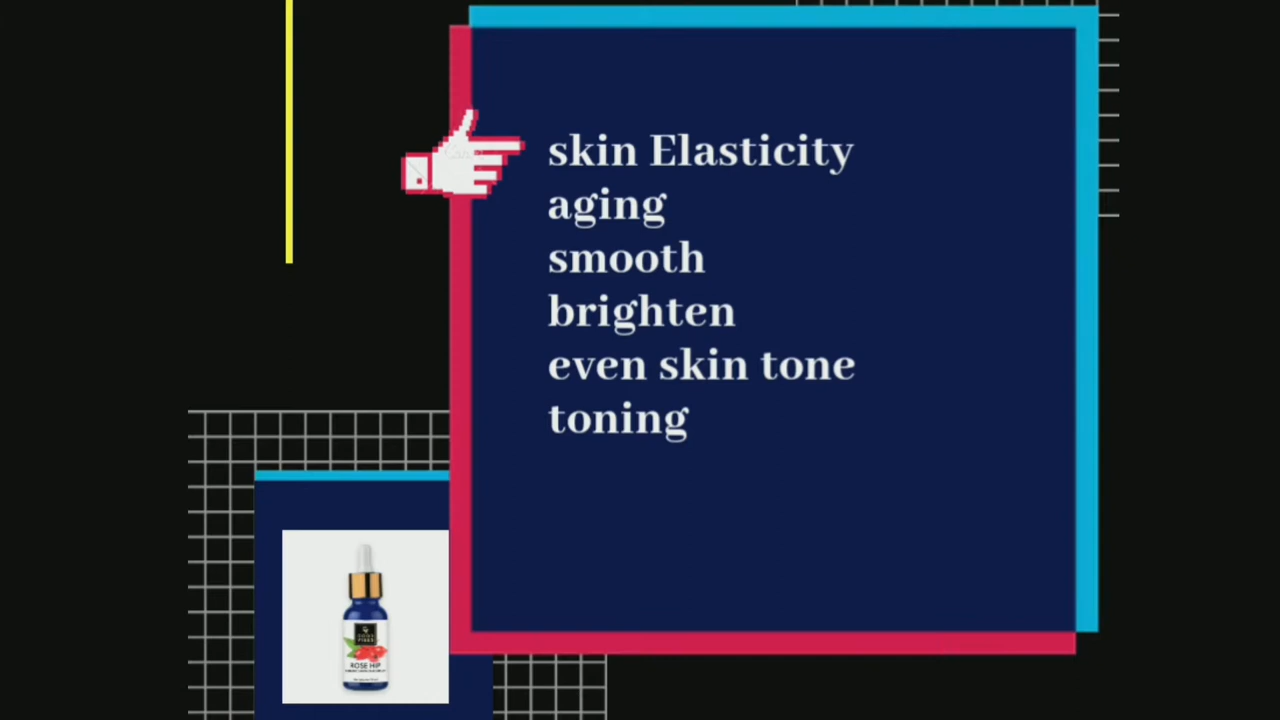 skin Elasticity
aging
smooth
brighten
even skin tone
toning
ROSE HIP